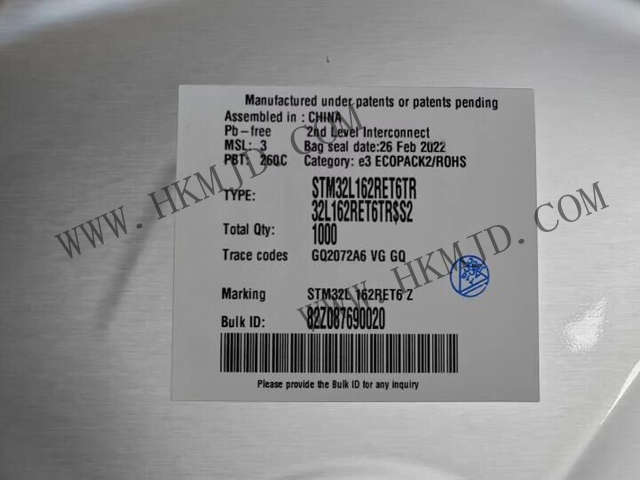 Manufactured under patents or patents pending
Assembled in : CHINA
Pb-free 2nd Level Interconnect
MSL: 3 Bag seal date:26 Feb 2022
PBT: 260C Category: e3 ECOPACK2/ROHS
TYPE: STM32L162RET6TR
32L162RET6TR$S2
Total Qty: 1000
Trace codes GQ2072A6 VG GQ
Marking STM32L 162RET6 Z
Bulk ID: 82Z087690020
Please provide the Bulk ID for any inquiry
WWW.HKMJD.COM
WWW.HKMJD.COM